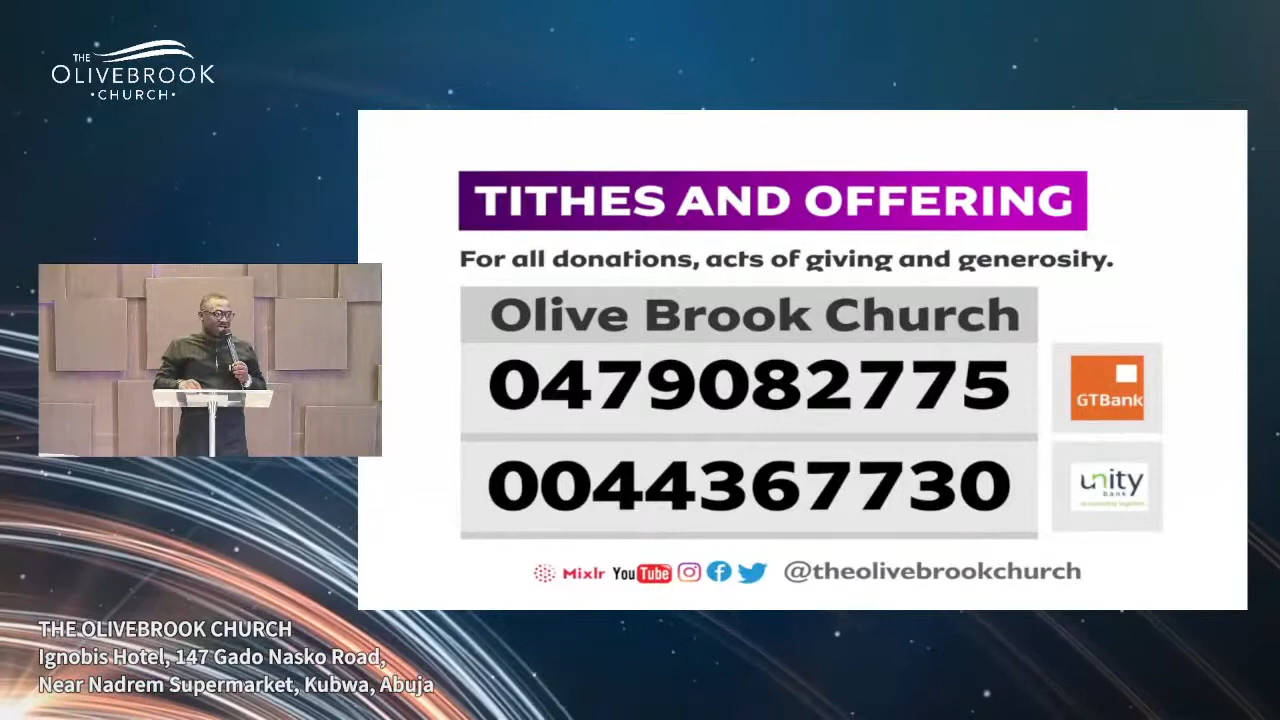 THE
OLIVEBROOK
•CHURCH•
TITHES AND OFFERING
For all donations, acts of giving and generosity.
Olive Brook Church
0479082775
GTBank
0044367730
unity
bank
Mixlr YouTube @theolivebrookchurch
THE OLIVEBROOK CHURCH
Ignobis Hotel, 147 Gado Nasko Road,
Near Nadrem Supermarket, Kubwa, Abuja